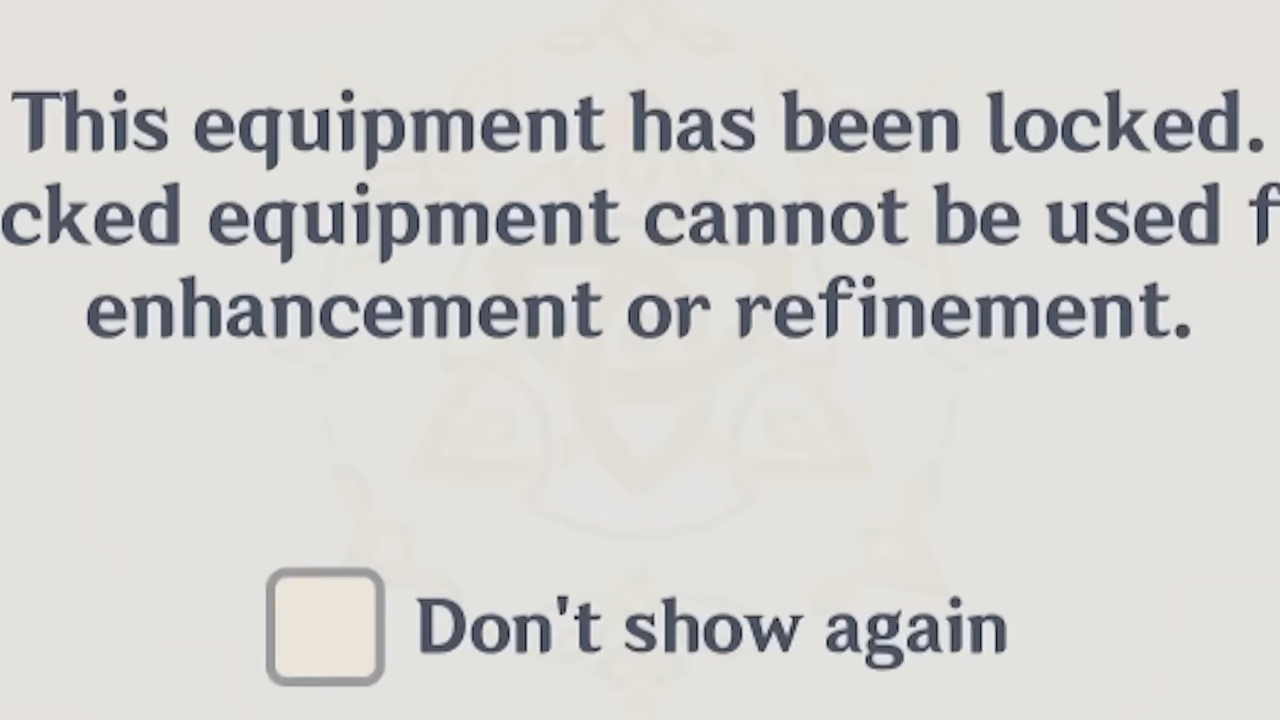 This equipment has been locked.
cked equipment cannot be used f
enhancement or refinement.
Don't show again